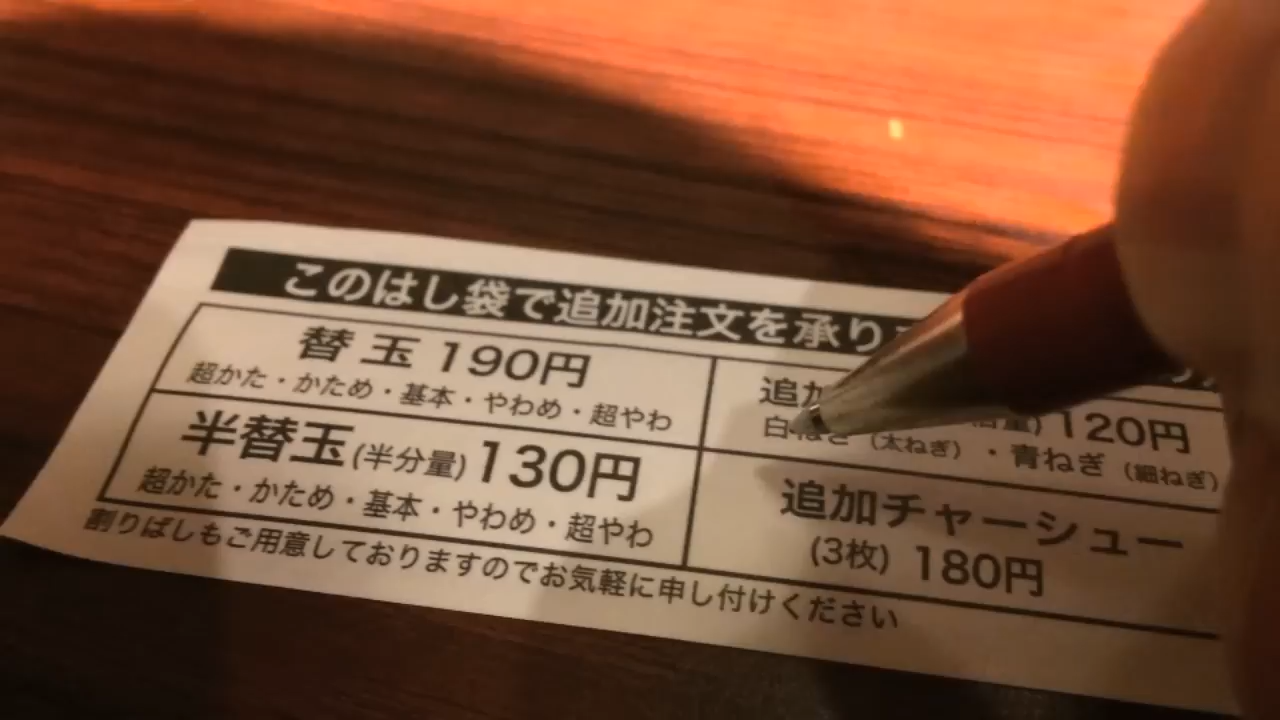 このはし袋で追加注文を承り
替玉 190円
超かた・かため・基本・やわめ・超やわ
半替玉(半分量)130円
超かた・かため・基本・やわめ・超やわ
追加
120円
白ねぎ（太ねぎ）・青ねぎ（細ねぎ）
追加チャーシュー
(3枚) 180円
割りばしもご用意しておりますのでお気軽に申し付けください